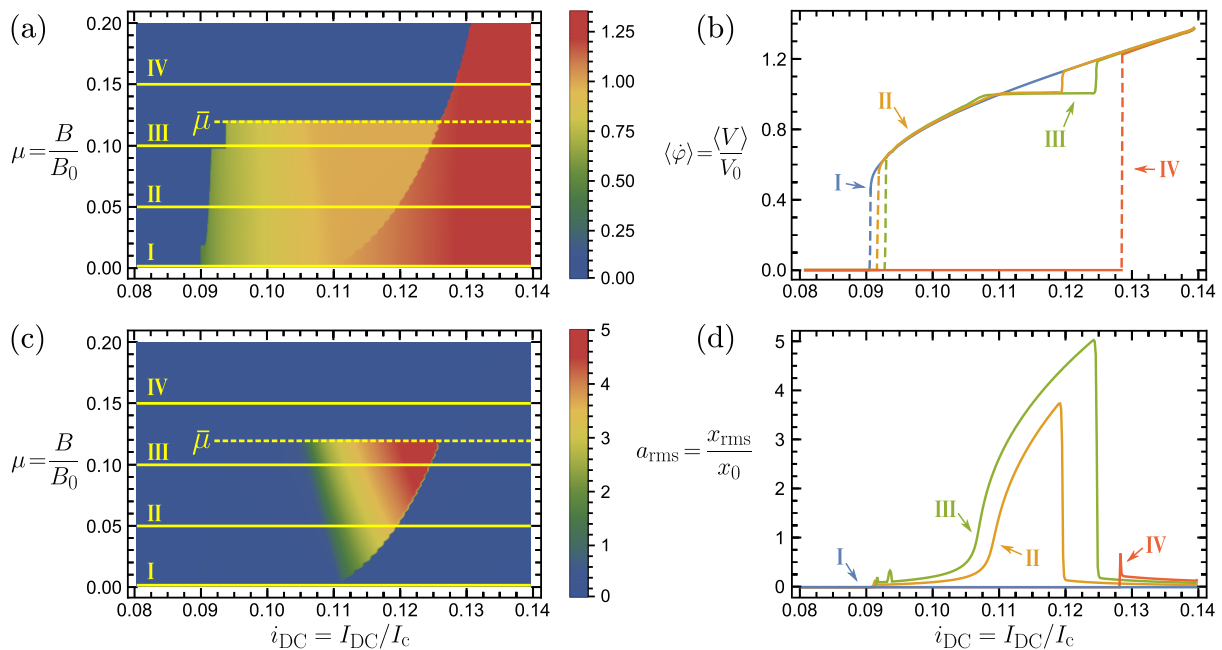 (a)
μ = B/B₀
0.20
0.15
0.10
0.05
0.00
IV
μ̄
III
II
I
0.08 0.09 0.10 0.11 0.12 0.13 0.14
1.25
1.00
0.75
0.50
0.25
0.00
(b)
⟨φ̇⟩ = ⟨V⟩/V₀
1.2
0.8
0.4
0.0
II
III
I
IV
0.08 0.09 0.10 0.11 0.12 0.13 0.14
(c)
μ = B/B₀
0.20
0.15
0.10
0.05
0.00
IV
μ̄
III
II
I
0.08 0.09 0.10 0.11 0.12 0.13 0.14
i_DC = I_DC/I_c
5
4
3
2
1
0
(d)
a_rms = x_rms/x₀
5
4
3
2
1
0
III
II
I
IV
0.08 0.09 0.10 0.11 0.12 0.13 0.14
i_DC = I_DC/I_c